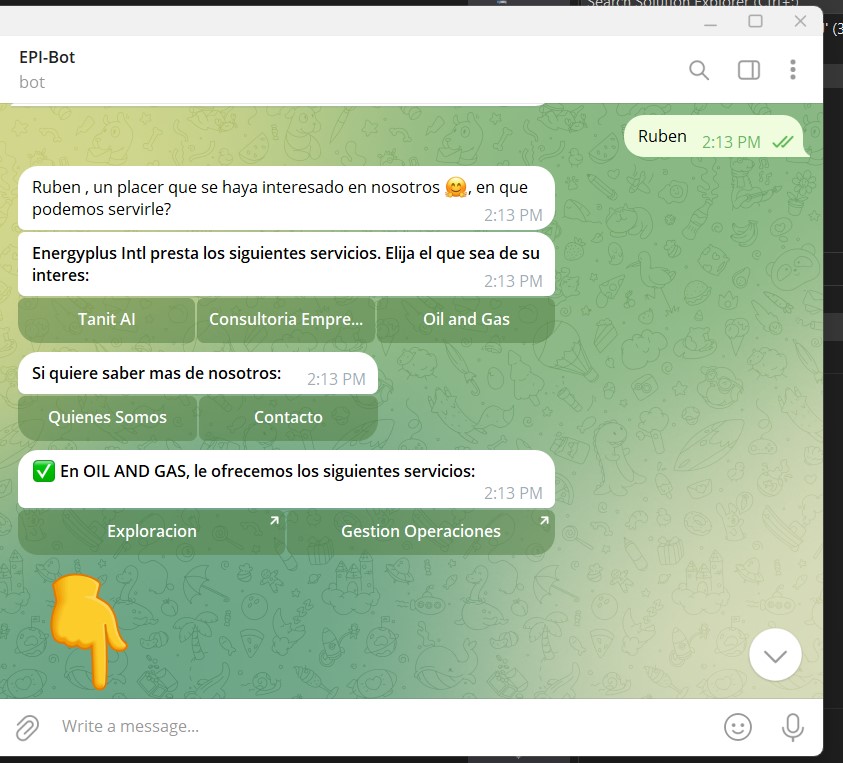 Search Solution Explorer (Ctrl+;)
EPI-Bot
bot
Ruben 2:13 PM
Ruben , un placer que se haya interesado en nosotros 🤗, en que
podemos servirle? 2:13 PM
Energyplus Intl presta los siguientes servicios. Elija el que sea de su
interes: 2:13 PM
Tanit AI Consultoria Empre... Oil and Gas
Si quiere saber mas de nosotros: 2:13 PM
Quienes Somos Contacto
✅ En OIL AND GAS, le ofrecemos los siguientes servicios:
2:13 PM
Exploracion Gestion Operaciones
Write a message...